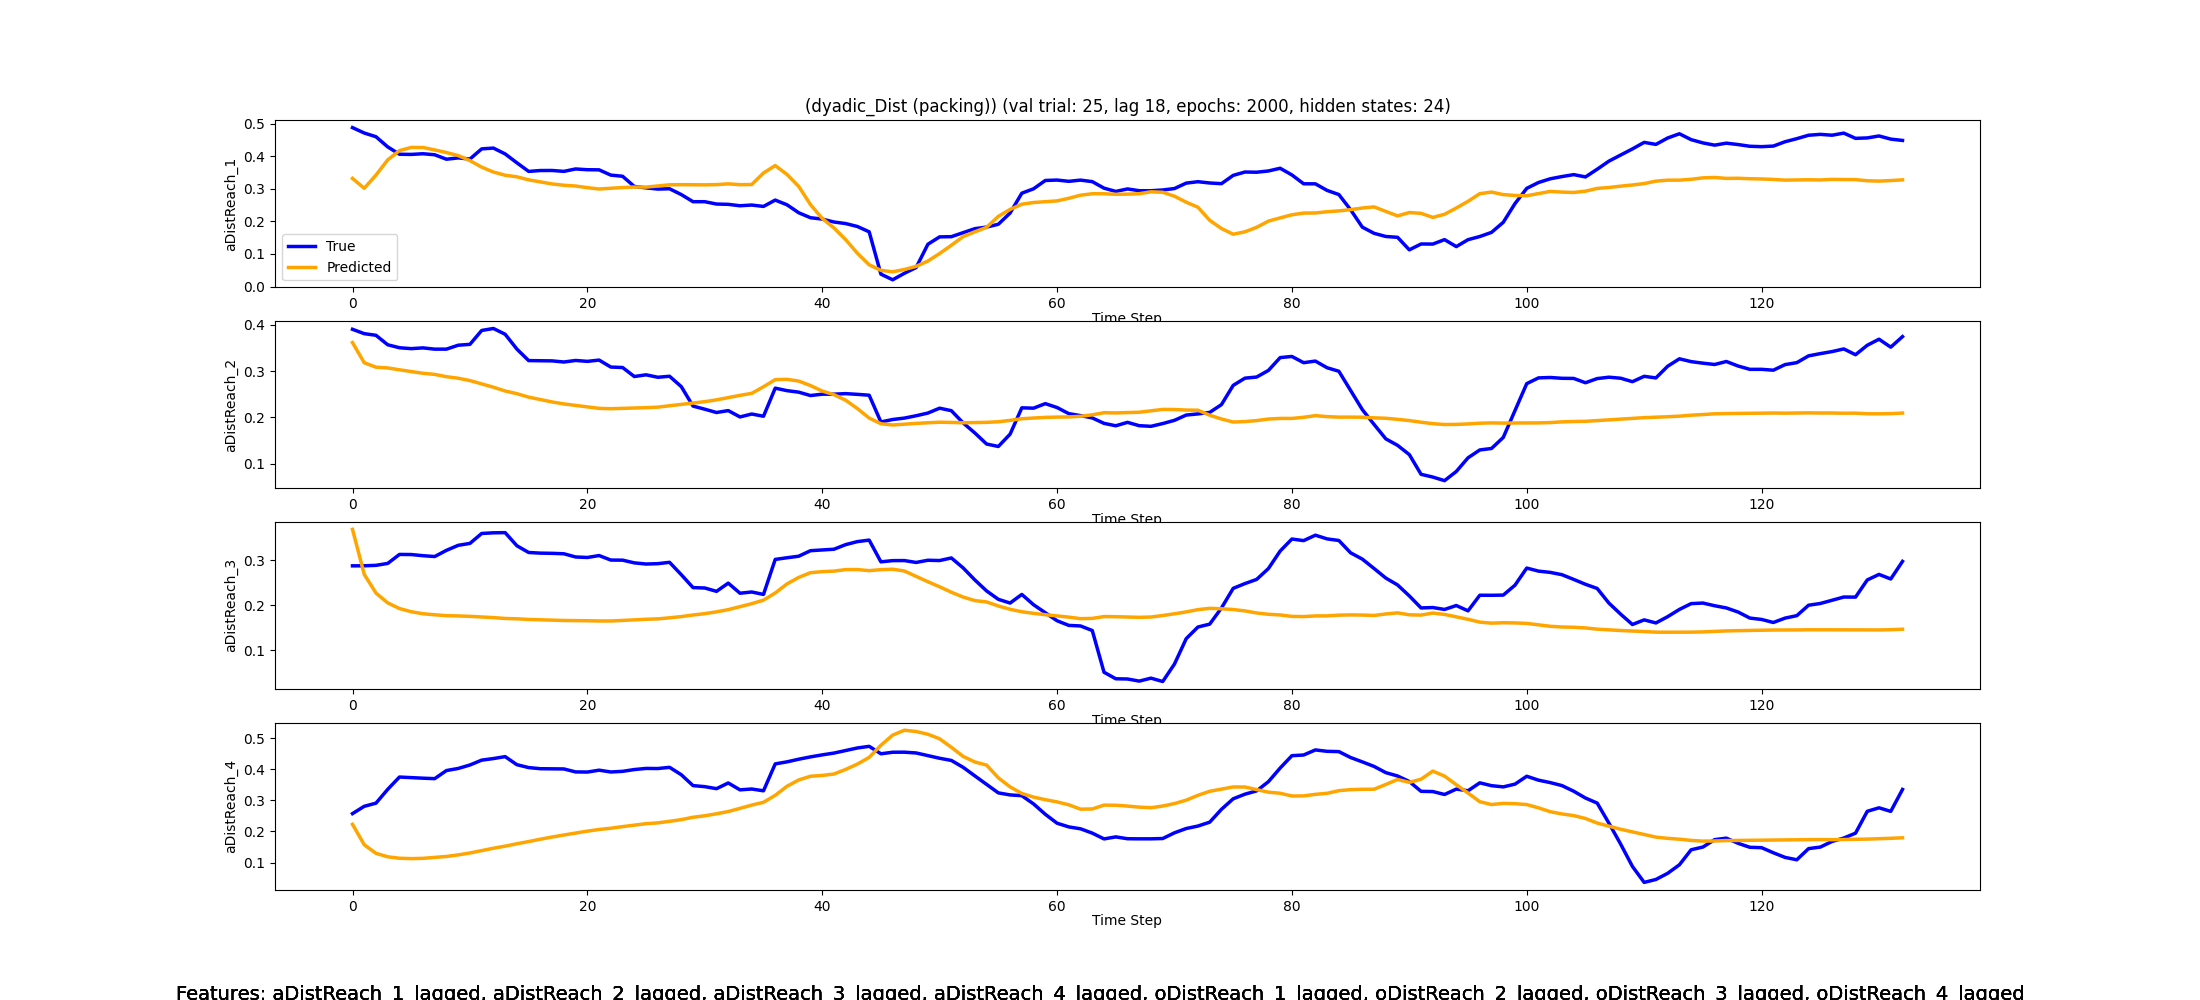 (dyadic_Dist (packing)) (val trial: 25, lag 18, epochs: 2000, hidden states: 24)
aDistReach_1
0.5
0.4
0.3
0.2
0.1
0.0
True
Predicted
0 20 40 60 80 100 120
Time Step
aDistReach_2
0.4
0.3
0.2
0.1
0 20 40 60 80 100 120
Time Step
aDistReach_3
0.3
0.2
0.1
0 20 40 60 80 100 120
Time Step
aDistReach_4
0.5
0.4
0.3
0.2
0.1
0 20 40 60 80 100 120
Time Step
Features: aDistReach_1_lagged, aDistReach_2_lagged, aDistReach_3_lagged, aDistReach_4_lagged, oDistReach_1_lagged, oDistReach_2_lagged, oDistReach_3_lagged, oDistReach_4_lagged